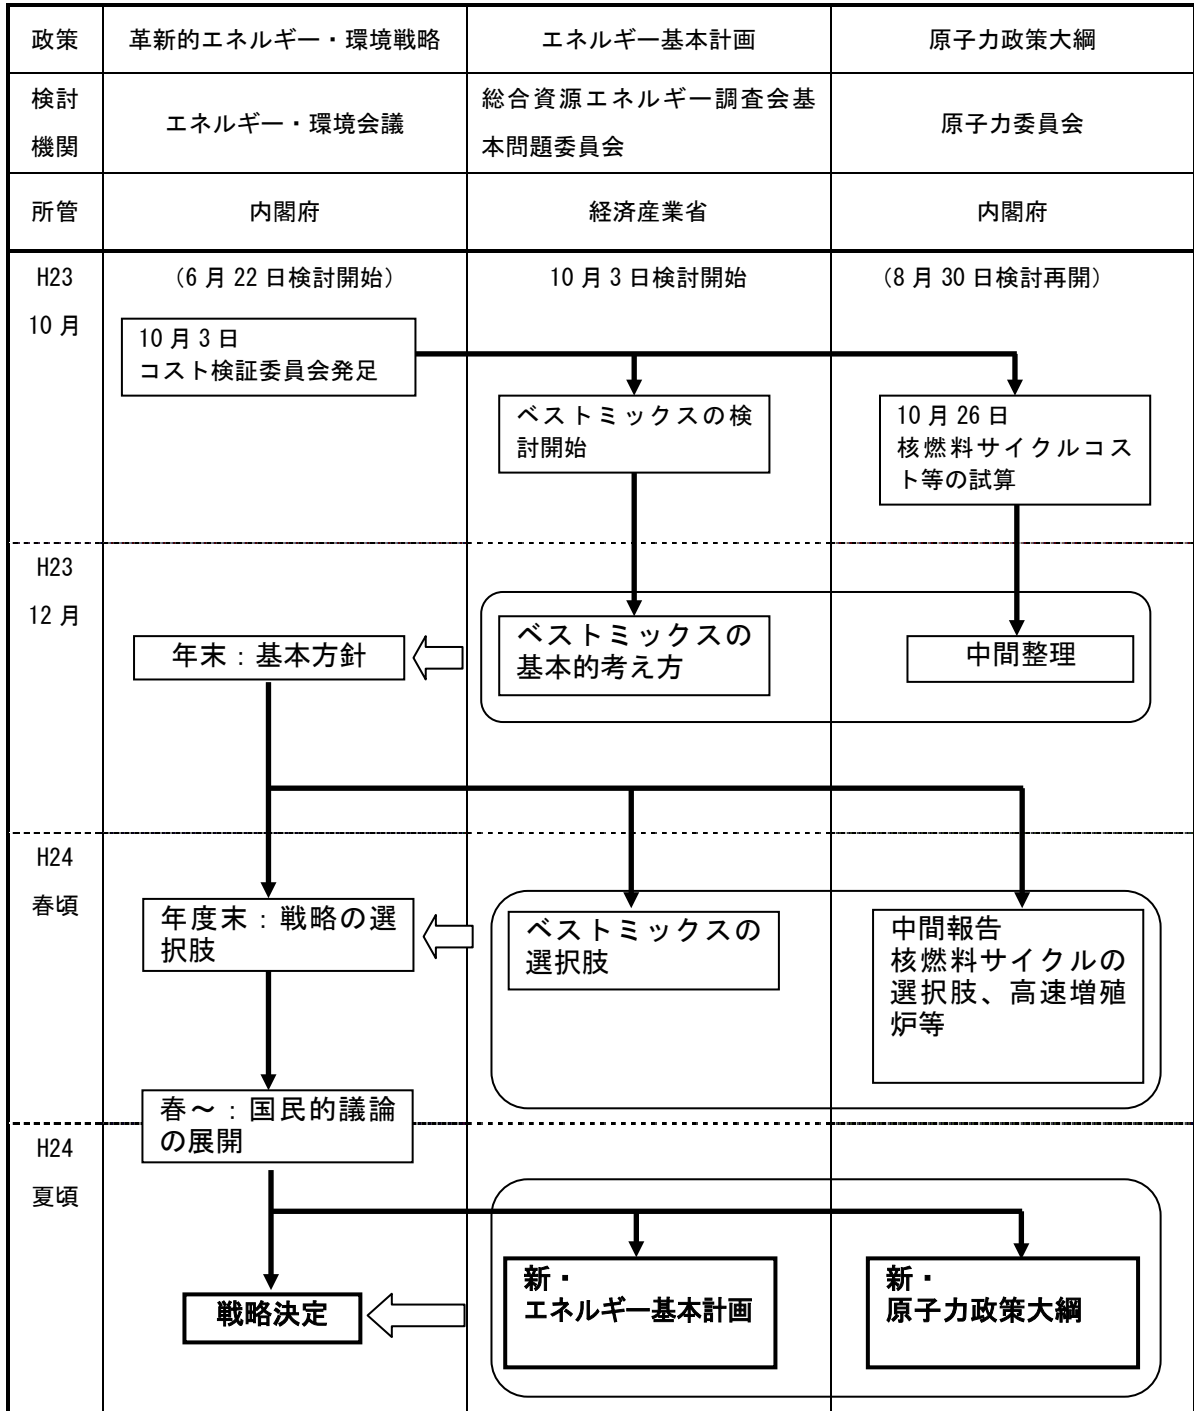 政策
革新的エネルギー・環境戦略
エネルギー基本計画
原子力政策大綱
検討
機関
エネルギー・環境会議
総合資源エネルギー調査会基
本問題委員会
原子力委員会
所管
内閣府
経済産業省
内閣府
H23
10月
（6月22日検討開始）
10月3日検討開始
（8月30日検討再開）
10月3日
コスト検証委員会発足
ベストミックスの検
討開始
10月26日
核燃料サイクルコス
ト等の試算
H23
12月
年末：基本方針
ベストミックスの
基本的考え方
中間整理
H24
春頃
年度末：戦略の選
択肢
ベストミックスの
選択肢
中間報告
核燃料サイクルの
選択肢、高速増殖
炉等
春～：国民的議論
の展開
H24
夏頃
戦略決定
新・
エネルギー基本計画
新・
原子力政策大綱